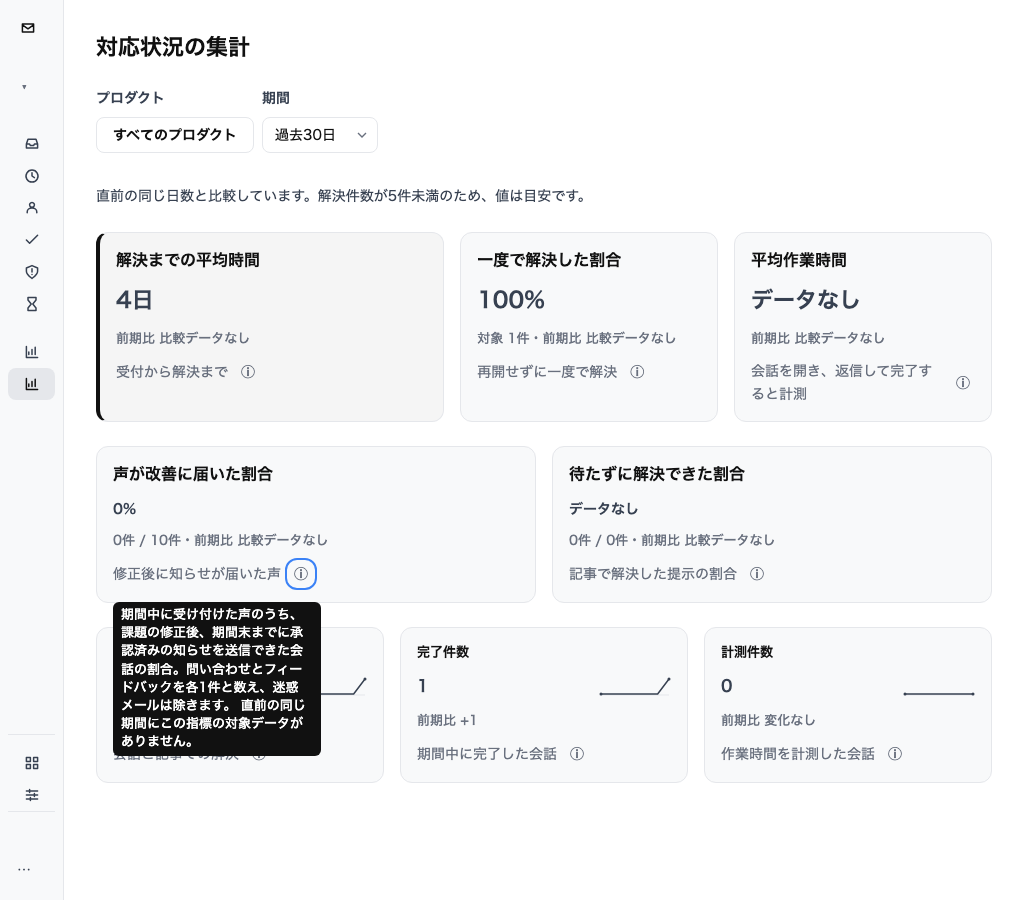 対応状況の集計
プロダクト
期間
すべてのプロダクト
過去30日
直前の同じ日数と比較しています。解決件数が5件未満のため、値は目安です。
解決までの平均時間
4日
前期比 比較データなし
受付から解決まで
一度で解決した割合
100%
対象 1件・前期比 比較データなし
再開せずに一度で解決
平均作業時間
データなし
前期比 比較データなし
会話を開き、返信して完了す
ると計測
声が改善に届いた割合
0%
0件 / 10件・前期比 比較データなし
修正後に知らせが届いた声
待たずに解決できた割合
データなし
0件 / 0件・前期比 比較データなし
記事で解決した提示の割合
期間中に受け付けた声のうち、
課題の修正後、期間末までに承
認済みの知らせを送信できた会
話の割合。問い合わせとフィー
ドバックを各1件と数え、迷惑
メールは除きます。 直前の同じ
期間にこの指標の対象データが
ありません。
完了件数
1
前期比 +1
期間中に完了した会話
計測件数
0
前期比 変化なし
作業時間を計測した会話